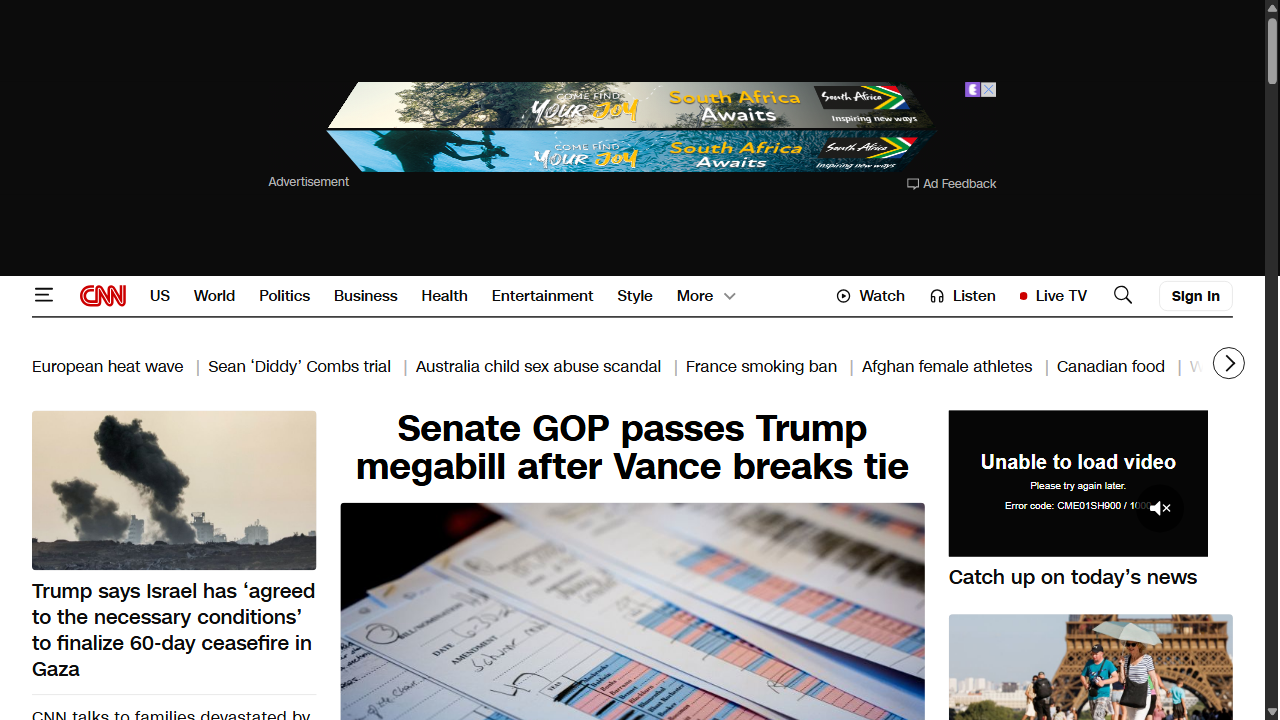 COME FIND
YOUR JOY
South Africa
Awaits
South Africa
Inspiring new ways
COME FIND
YOUR JOY
South Africa
Awaits
South Africa
Inspiring new ways
Advertisement
Ad Feedback
CNN
US
World
Politics
Business
Health
Entertainment
Style
More
Watch
Listen
Live TV
Sign in
European heat wave
Sean ‘Diddy’ Combs trial
Australia child sex abuse scandal
France smoking ban
Afghan female athletes
Canadian food
Trump says Israel has ‘agreed
to the necessary conditions’
to finalize 60-day ceasefire in
Gaza
CNN talks to families devastated by
Senate GOP passes Trump
megabill after Vance breaks tie
BILL/NOMINATION
DATE
AMENDMENT
Unable to load video
Please try again later.
Error code: CME01SH900 /
Catch up on today’s news